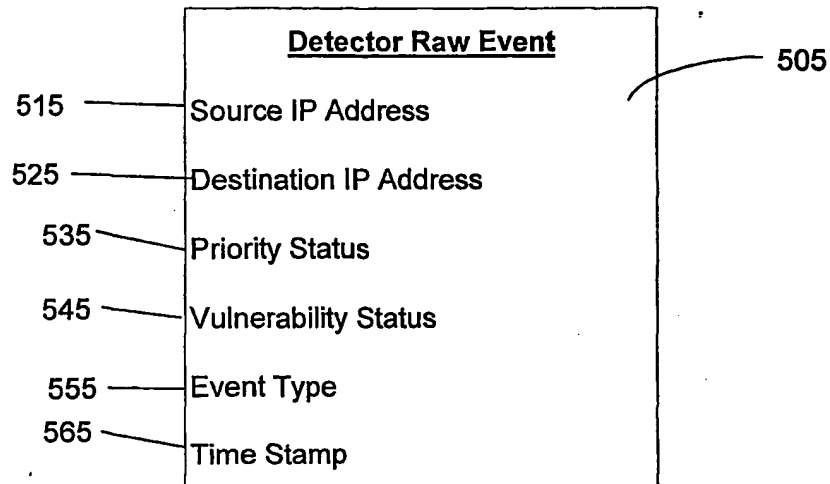 Detector Raw Event
505
515 Source IP Address
525 Destination IP Address
535 Priority Status
545 Vulnerability Status
555 Event Type
565 Time Stamp